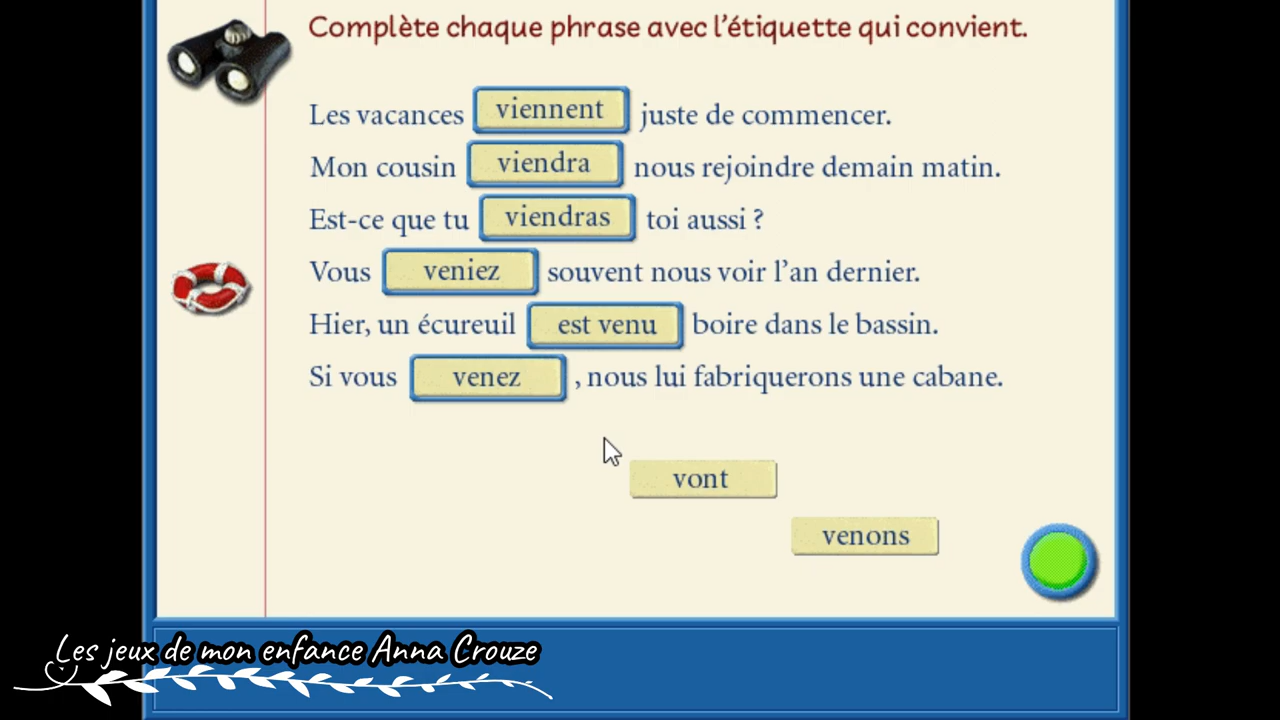 Complète chaque phrase avec l'étiquette qui convient.
Les vacances viennent juste de commencer.
Mon cousin viendra nous rejoindre demain matin.
Est-ce que tu viendras toi aussi ?
Vous veniez souvent nous voir l'an dernier.
Hier, un écureuil est venu boire dans le bassin.
Si vous venez , nous lui fabriquerons une cabane.
vont
venons
Les jeux de mon enfance Anna Crouze